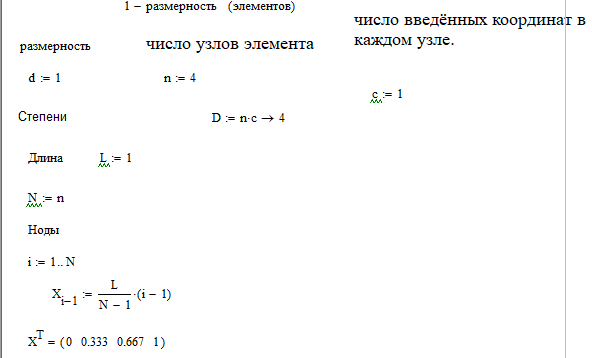 1 – размерность (элементов)
число введённых координат в
каждом узле.
размерность
число узлов элемента
d := 1
n := 4
c := 1
Степени
D := n·c → 4
Длина
L := 1
N := n
Ноды
i := 1.. N
X_{i–1} := L / (N – 1) ·(i – 1)
X^T = (0 0.333 0.667 1)